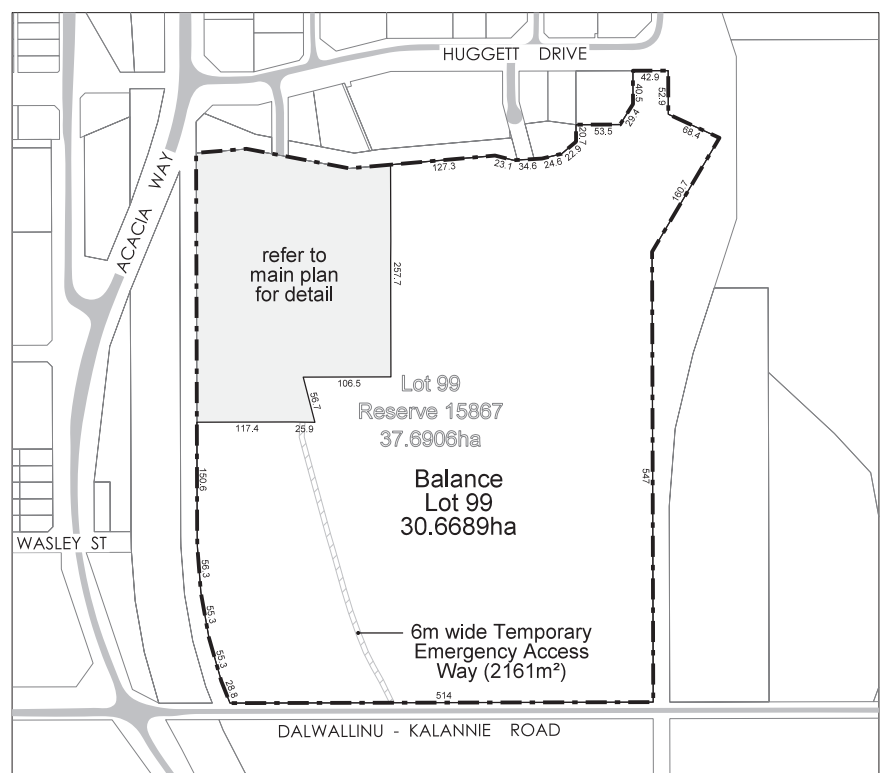 HUGGETT DRIVE
42.9
40.5
52.9
29.4
53.5
20.7
68.4
22.9
24.6
34.6
23.1
127.3
160.7
ACACIA WAY
refer to
main plan
for detail
257.7
106.5
56.7
Lot 99
Reserve 15867
37.6906ha
117.4
25.9
Balance
Lot 99
30.6689ha
150.6
547
WASLEY ST
56.3
55.3
55.3
28.8
6m wide Temporary
Emergency Access
Way (2161m²)
514
DALWALLINU - KALANNIE ROAD